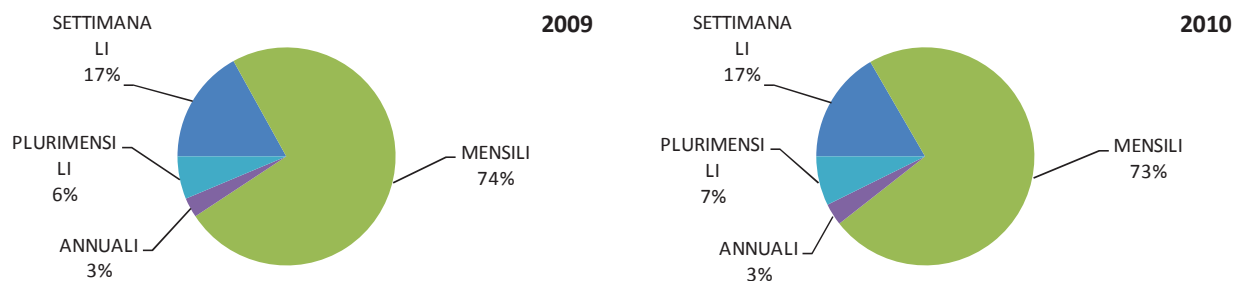 2009
SETTIMANA
LI
17%
PLURIMENSI
LI
6%
ANNUALI
3%
MENSILI
74%
2010
SETTIMANA
LI
17%
PLURIMENSI
LI
7%
ANNUALI
3%
MENSILI
73%